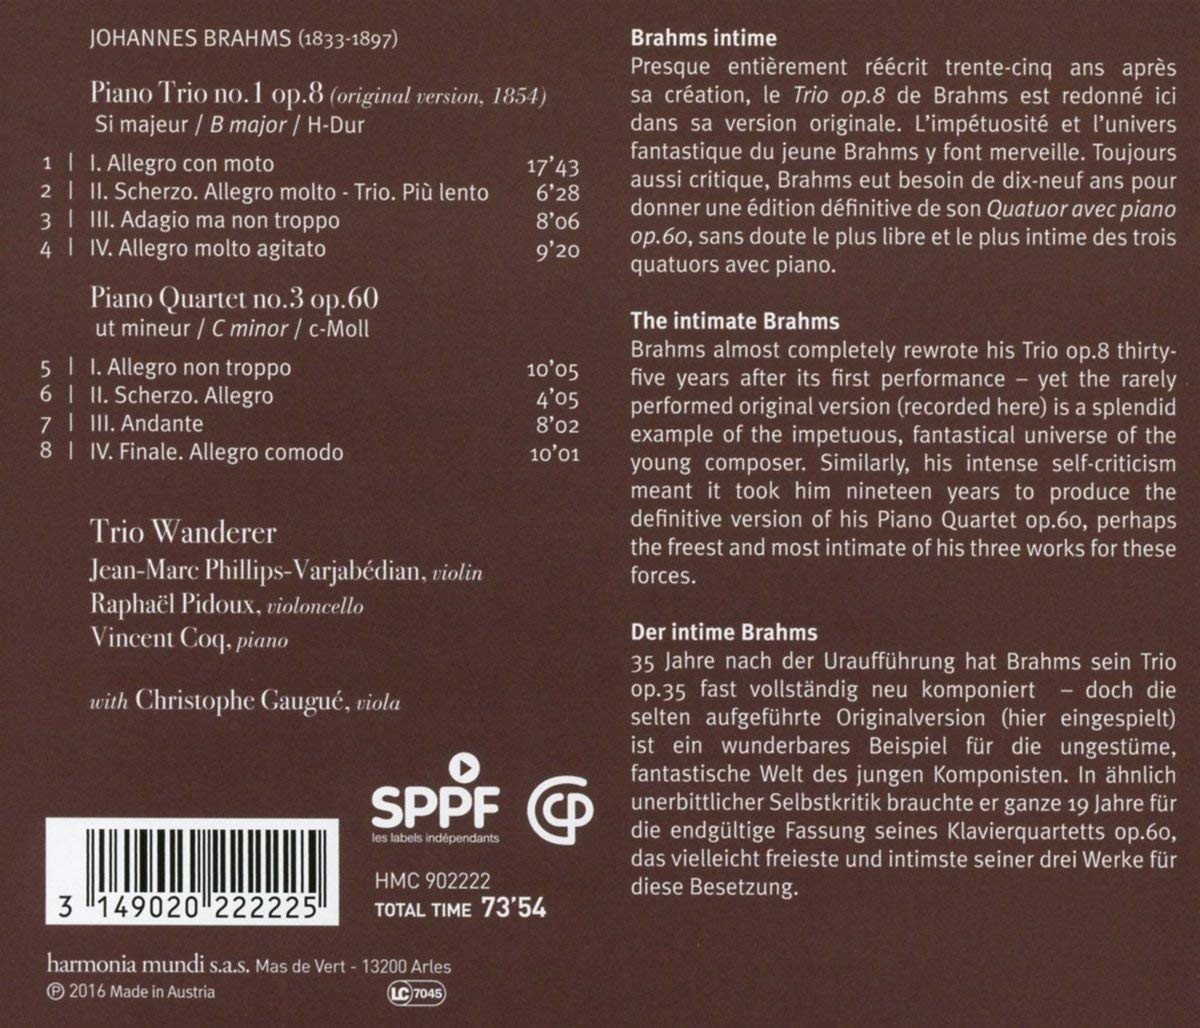 JOHANNES BRAHMS (1833-1897)
Piano Trio no.1 op.8 (original version, 1854)
Si majeur / B major / H-Dur
1 | I. Allegro con moto 17’43
2 | II. Scherzo. Allegro molto - Trio. Più lento 6’28
3 | III. Adagio ma non troppo 8’06
4 | IV. Allegro molto agitato 9’20
Piano Quartet no.3 op.60
ut mineur / C minor / c-Moll
5 | I. Allegro non troppo 10’05
6 | II. Scherzo. Allegro 4’05
7 | III. Andante 8’02
8 | IV. Finale. Allegro comodo 10’01
Trio Wanderer
Jean-Marc Phillips-Varjabédian, violin
Raphaël Pidoux, violoncello
Vincent Coq, piano
with Christophe Gaugué, viola
SPPF
les labels indépendants
HMC 902222
TOTAL TIME 73’54
3 149020 222225
harmonia mundi s.a.s. Mas de Vert - 13200 Arles
℗ 2016 Made in Austria
LC 7045
Brahms intime
Presque entièrement réécrit trente-cinq ans après
sa création, le Trio op.8 de Brahms est redonné ici
dans sa version originale. L’impétuosité et l’univers
fantastique du jeune Brahms y font merveille. Toujours
aussi critique, Brahms eut besoin de dix-neuf ans pour
donner une édition définitive de son Quatuor avec piano
op.60, sans doute le plus libre et le plus intime des trois
quatuors avec piano.
The intimate Brahms
Brahms almost completely rewrote his Trio op.8 thirty-
five years after its first performance – yet the rarely
performed original version (recorded here) is a splendid
example of the impetuous, fantastical universe of the
young composer. Similarly, his intense self-criticism
meant it took him nineteen years to produce the
definitive version of his Piano Quartet op.60, perhaps
the freest and most intimate of his three works for these
forces.
Der intime Brahms
35 Jahre nach der Uraufführung hat Brahms sein Trio
op.35 fast vollständig neu komponiert – doch die
selten aufgeführte Originalversion (hier eingespielt)
ist ein wunderbares Beispiel für die ungestüme,
fantastische Welt des jungen Komponisten. In ähnlich
unerbittlicher Selbstkritik brauchte er ganze 19 Jahre für
die endgültige Fassung seines Klavierquartetts op.60,
das vielleicht freieste und intimste seiner drei Werke für
diese Besetzung.